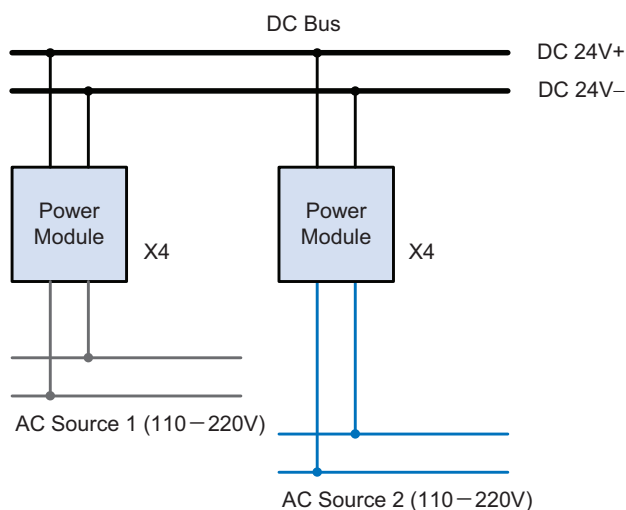 DC Bus
DC 24V+
DC 24V–
Power
Module
X4
Power
Module
X4
AC Source 1 (110－220V)
AC Source 2 (110－220V)